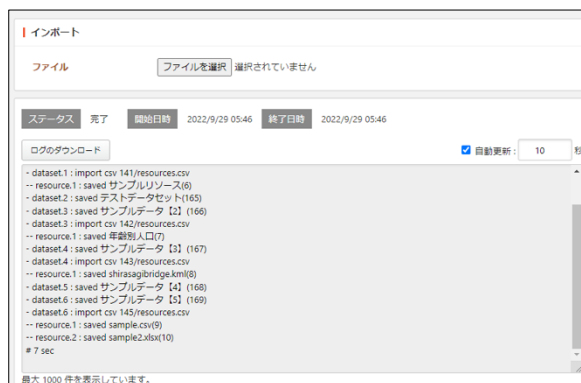 インポート
ファイル ファイルを選択 選択されていません
ステータス 完了 開始日時 2022/9/29 05:46 終了日時 2022/9/29 05:46
ログのダウンロード 自動更新 : 10 秒
- dataset.1 : import csv 141/resources.csv
-- resource.1 : saved サンプルリソース(6)
- dataset.2 : saved テストデータセット(165)
- dataset.3 : saved サンプルデータ【2】(166)
- dataset.3 : import csv 142/resources.csv
-- resource.1 : saved 年齢別人口(7)
- dataset.4 : saved サンプルデータ【3】(167)
- dataset.4 : import csv 143/resources.csv
-- resource.1 : saved shirasagibridge.kml(8)
- dataset.5 : saved サンプルデータ【4】(168)
- dataset.6 : saved サンプルデータ【5】(169)
- dataset.6 : import csv 145/resources.csv
-- resource.1 : saved sample.csv(9)
-- resource.2 : saved sample2.xlsx(10)
# 7 sec
最大 1000 件を表示しています。